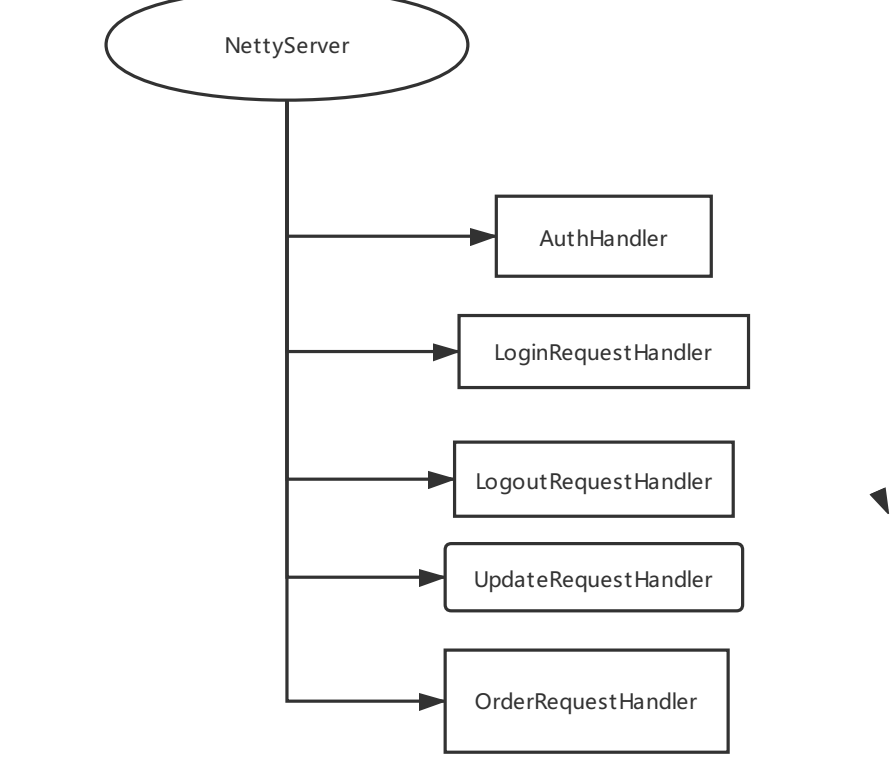 NettyServer
AuthHandler
LoginRequestHandler
LogoutRequestHandler
UpdateRequestHandler
OrderRequestHandler